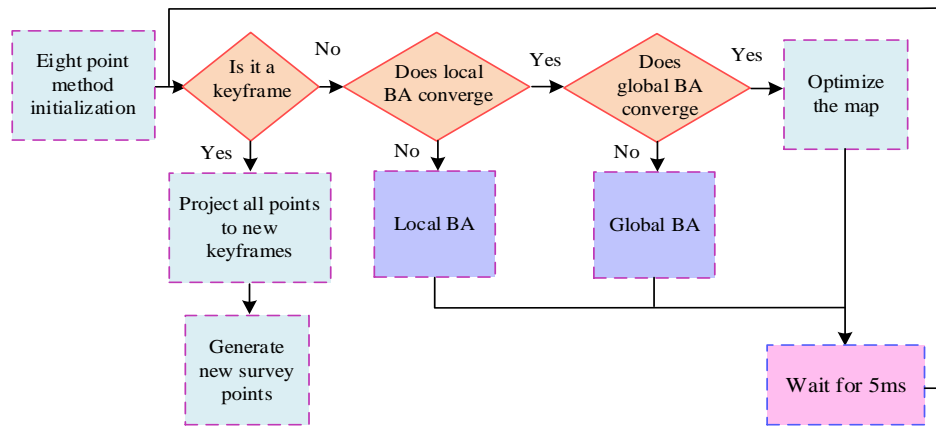 Eight point
method
initialization
Is it a
keyframe
No
Does local
BA converge
Yes
Does
global BA
converge
Yes
Optimize
the map
Yes
No
No
Project all points
to new
keyframes
Local BA
Global BA
Generate
new survey
points
Wait for 5ms